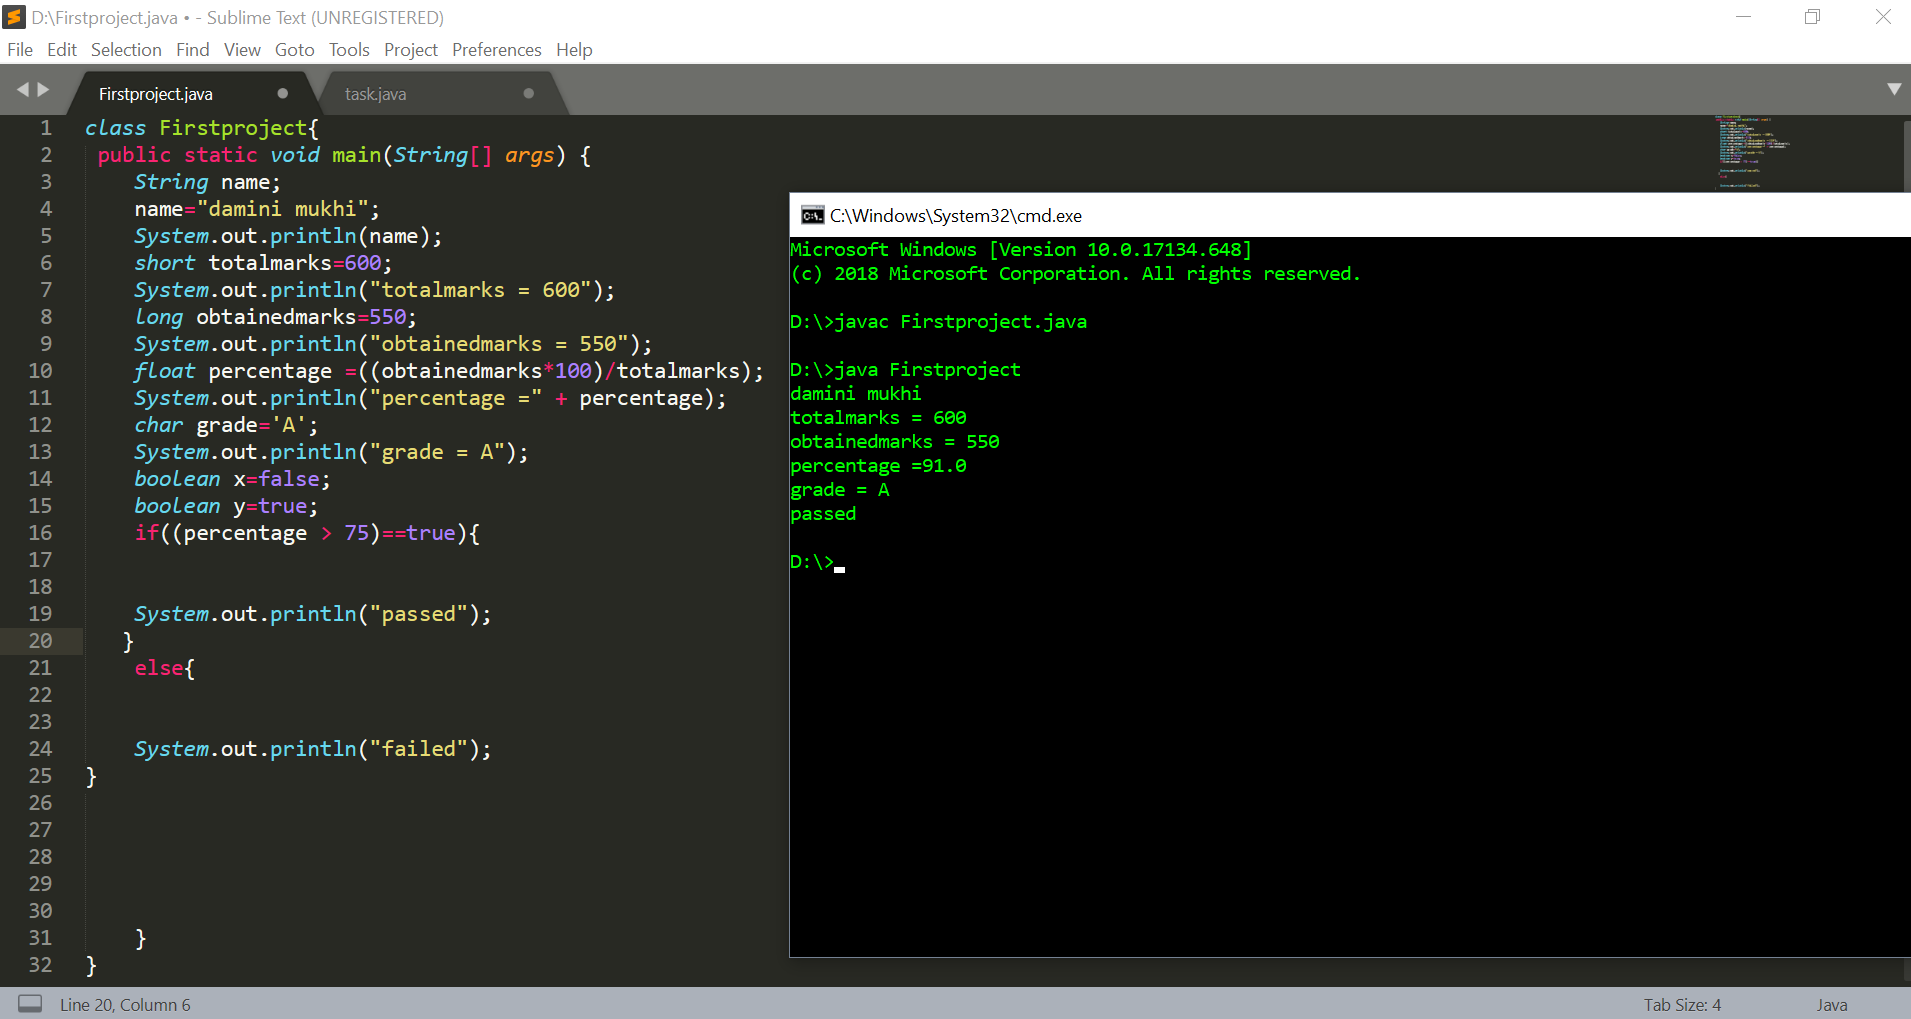 D:\Firstproject.java • - Sublime Text (UNREGISTERED)
File Edit Selection Find View Goto Tools Project Preferences Help
Firstproject.java task.java
1 class Firstproject{
2 public static void main(String[] args) {
3 String name;
4 name="damini mukhi";
5 System.out.println(name);
6 short totalmarks=600;
7 System.out.println("totalmarks = 600");
8 long obtainedmarks=550;
9 System.out.println("obtainedmarks = 550");
10 float percentage =((obtainedmarks*100)/totalmarks);
11 System.out.println("percentage =" + percentage);
12 char grade='A';
13 System.out.println("grade = A");
14 boolean x=false;
15 boolean y=true;
16 if((percentage > 75)==true){
17
18
19 System.out.println("passed");
20 }
21 else{
22
23
24 System.out.println("failed");
25 }
26
27
28
29
30
31 }
32 }
C:\Windows\System32\cmd.exe
Microsoft Windows [Version 10.0.17134.648]
(c) 2018 Microsoft Corporation. All rights reserved.
D:\>javac Firstproject.java
D:\>java Firstproject
damini mukhi
totalmarks = 600
obtainedmarks = 550
percentage =91.0
grade = A
passed
D:\>
Line 20, Column 6 Tab Size: 4 Java